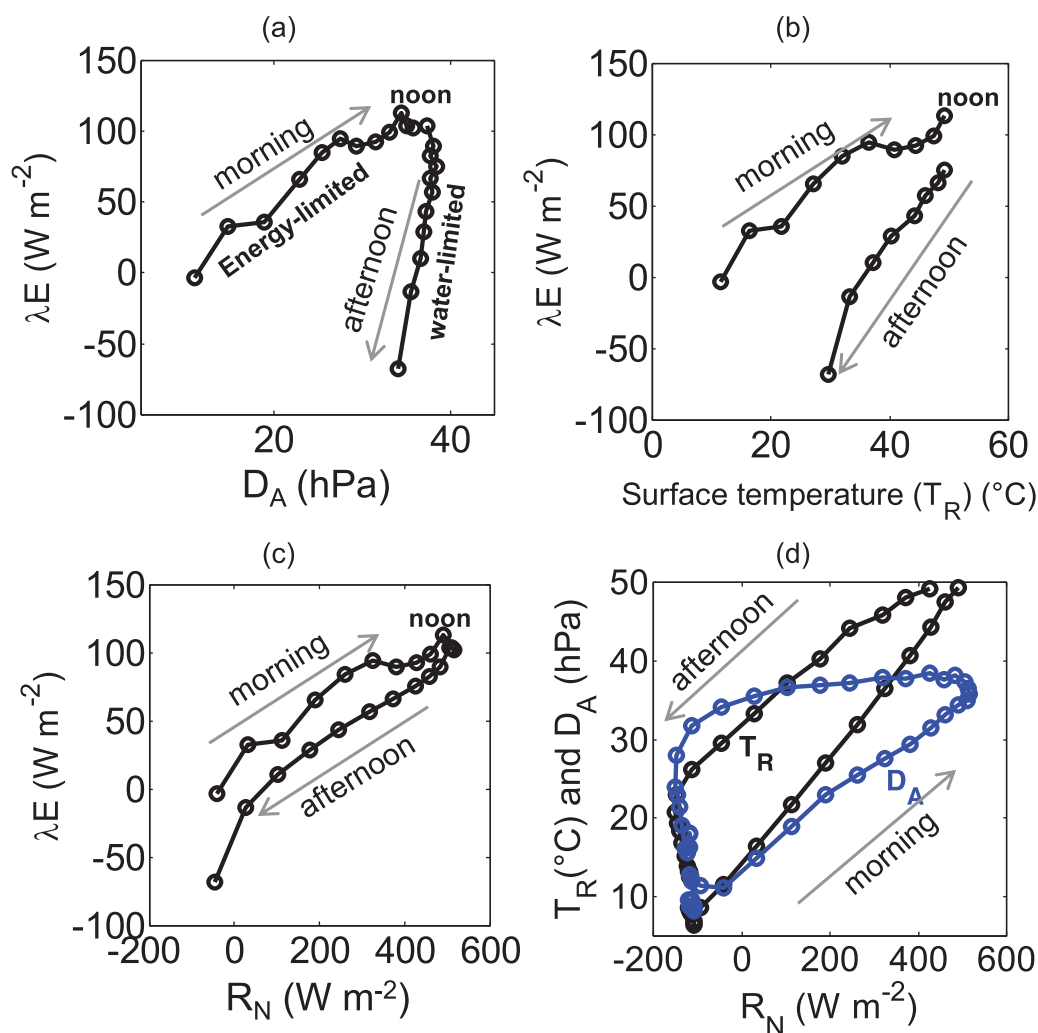 (a)
150
100
50
0
-50
-100
λE (W m-2)
noon
morning
Energy-limited
afternoon
water-limited
20
40
DA (hPa)
(b)
150
100
50
0
-50
-100
λE (W m-2)
noon
morning
afternoon
0
20
40
60
Surface temperature (TR) (°C)
(c)
150
100
50
0
-50
-100
λE (W m-2)
noon
morning
afternoon
-200
0
200
400
600
RN (W m-2)
(d)
50
40
30
20
10
TR(°C) and DA (hPa)
afternoon
TR
DA
morning
-200
0
200
400
600
RN (W m-2)